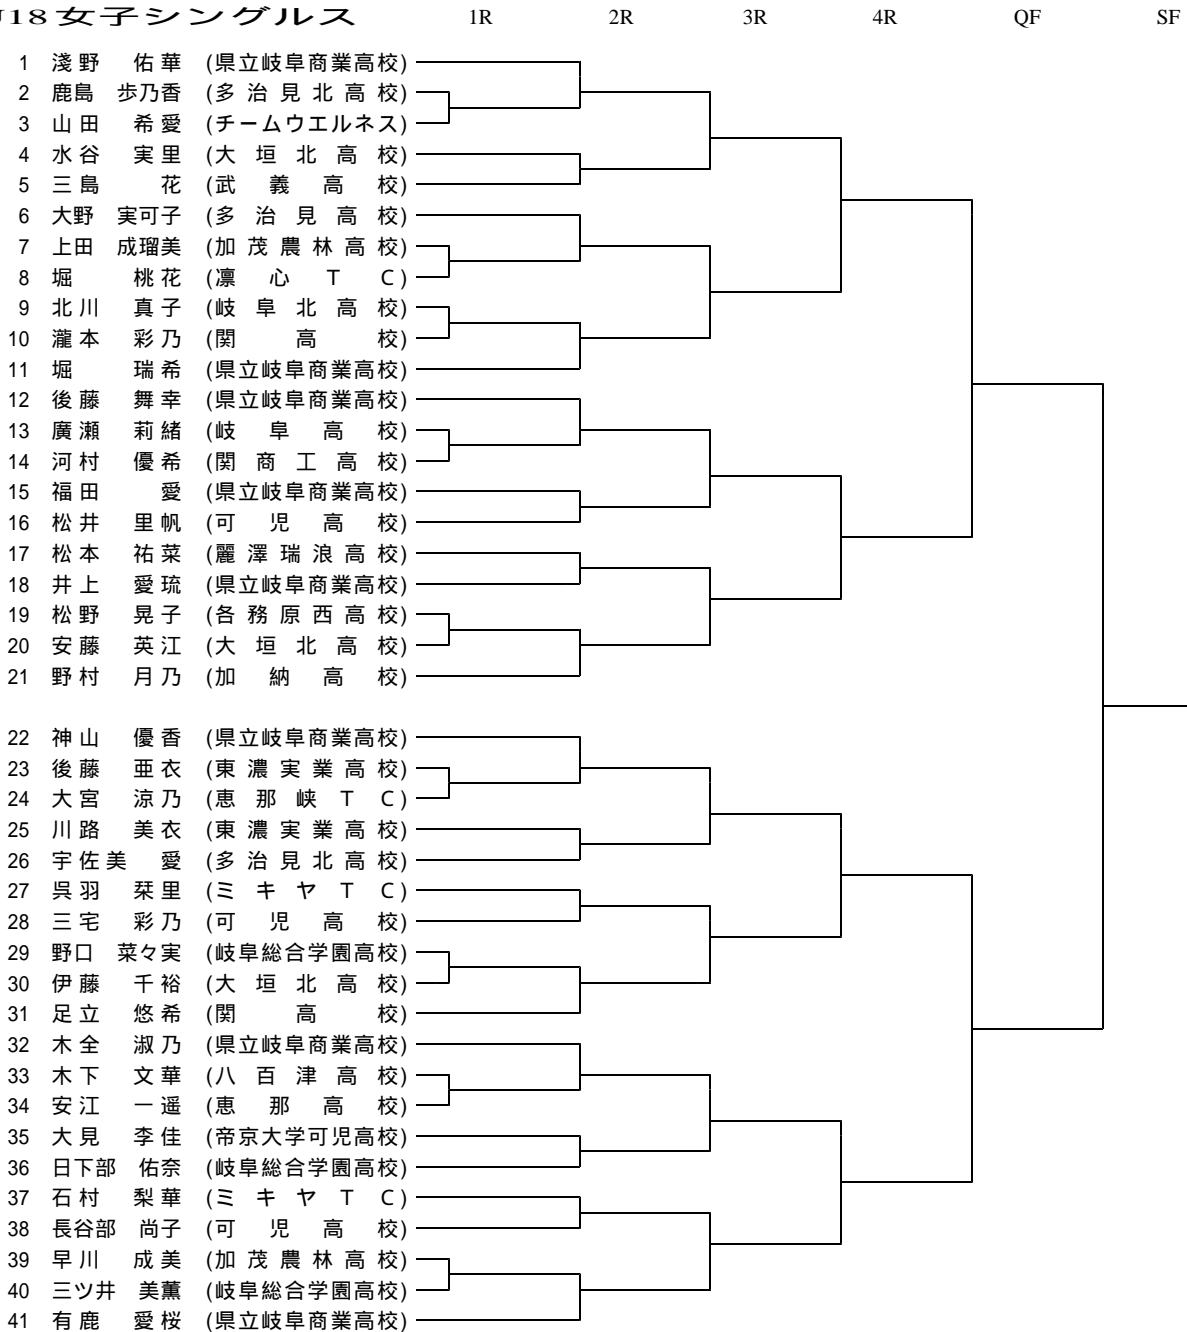 U18女子シングルス 1R 2R 3R 4R QF SF
1 淺野 佑華 (県立岐阜商業高校)
2 鹿島 歩乃香 (多治見北高校)
3 山田 希愛 (チームウエルネス)
4 水谷 実里 (大垣北高校)
5 三島 花 (武義高校)
6 大野 実可子 (多治見高校)
7 上田 成瑠美 (加茂農林高校)
8 堀 桃花 (凛心TC)
9 北川 真子 (岐阜北高校)
10 瀧本 彩乃 (関高校)
11 堀 瑞希 (県立岐阜商業高校)
12 後藤 舞幸 (県立岐阜商業高校)
13 廣瀬 莉緒 (岐阜高校)
14 河村 優希 (関商工高校)
15 福田 愛 (県立岐阜商業高校)
16 松井 里帆 (可児高校)
17 松本 祐菜 (麗澤瑞浪高校)
18 井上 愛琉 (県立岐阜商業高校)
19 松野 晃子 (各務原西高校)
20 安藤 英江 (大垣北高校)
21 野村 月乃 (加納高校)
22 神山 優香 (県立岐阜商業高校)
23 後藤 亜衣 (東濃実業高校)
24 大宮 涼乃 (恵那峡TC)
25 川路 美衣 (東濃実業高校)
26 宇佐美 愛 (多治見北高校)
27 呉羽 栞里 (ミキヤTC)
28 三宅 彩乃 (可児高校)
29 野口 菜々実 (岐阜総合学園高校)
30 伊藤 千裕 (大垣北高校)
31 足立 悠希 (関高校)
32 木全 淑乃 (県立岐阜商業高校)
33 木下 文華 (八百津高校)
34 安江 一遥 (恵那高校)
35 大見 李佳 (帝京大学可児高校)
36 日下部 佑奈 (岐阜総合学園高校)
37 石村 梨華 (ミキヤTC)
38 長谷部 尚子 (可児高校)
39 早川 成美 (加茂農林高校)
40 三ツ井 美薫 (岐阜総合学園高校)
41 有鹿 愛桜 (県立岐阜商業高校)